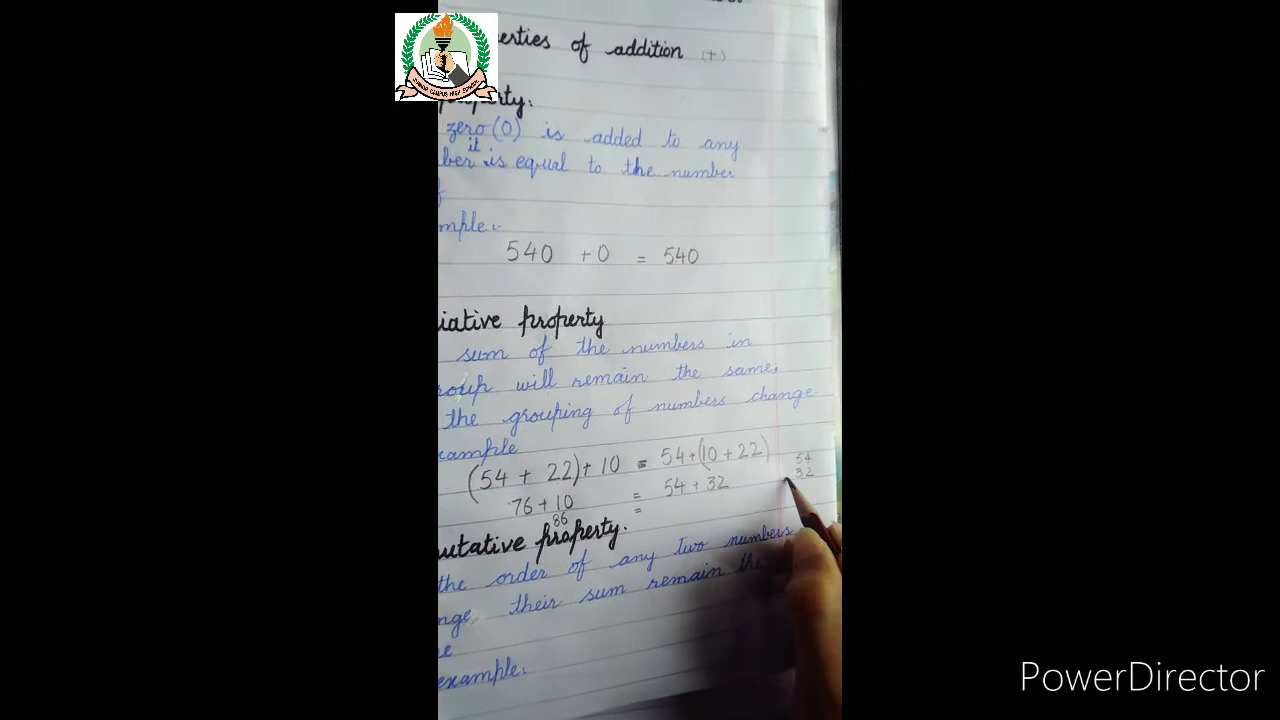 erties of addition (+)
property:
zero (0) is added to any
it
ber is equal to the number
mple:-
540 + 0 = 540
iative property
sum of the numbers in
roup will remain the same,
the grouping of numbers change.
xample
(54 + 22) + 10 = 54 + (10 + 22)
54
32
76 + 10 = 54 + 32
86 =
utative property.
the order of any two numbers
nge, their sum remain the
e
example:
PowerDirector